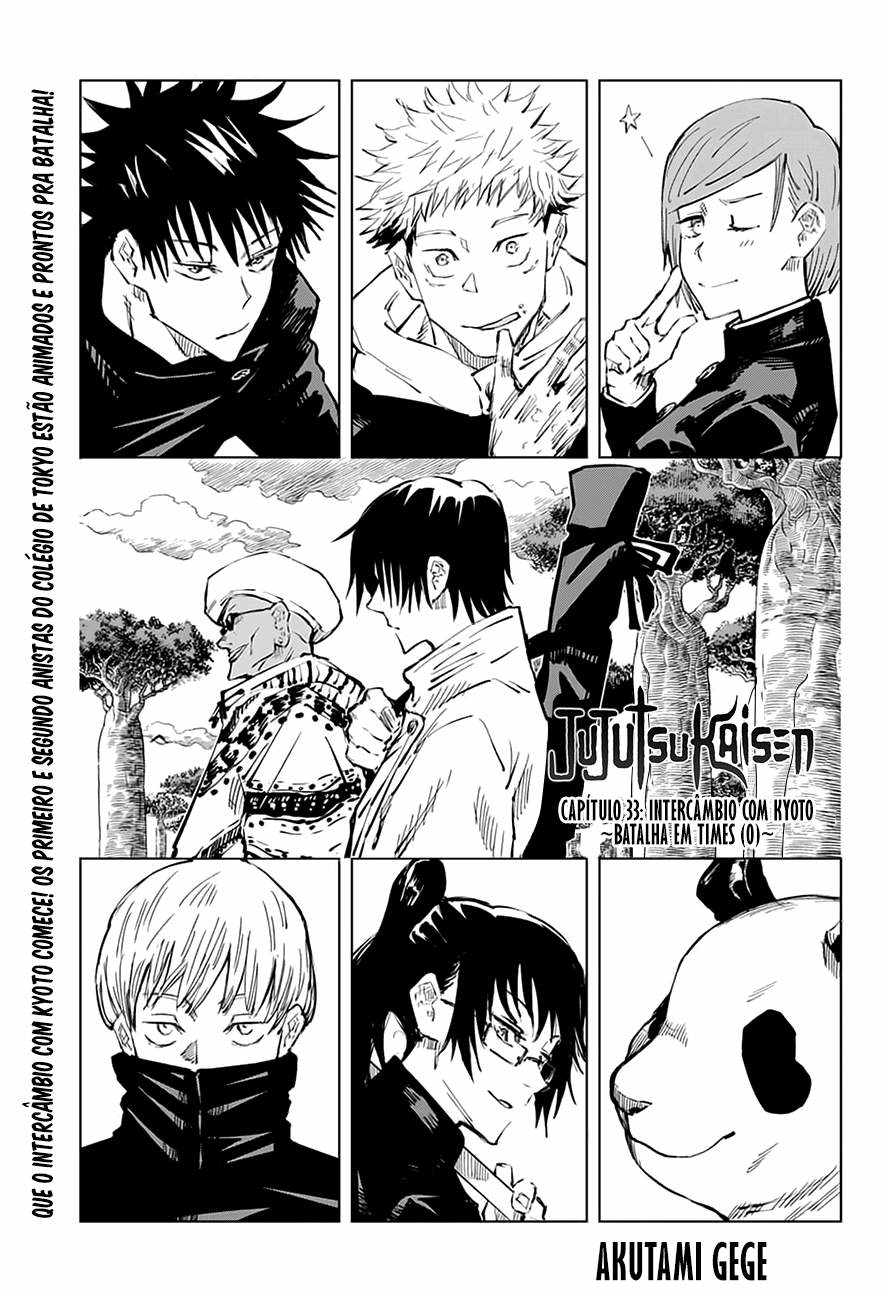 QUE O INTERCÂMBIO COM KYOTO COMECE! OS PRIMEIRO E SEGUNDO ANISTAS DO COLÉGIO DE TOKYO ESTÃO ANIMADOS E PRONTOS PRA BATALHA!
JUJUTSU KAISEN
CAPÍTULO 33: INTERCÂMBIO COM KYOTO
~BATALHA EM TIMES (0)~
AKUTAMI GEGE